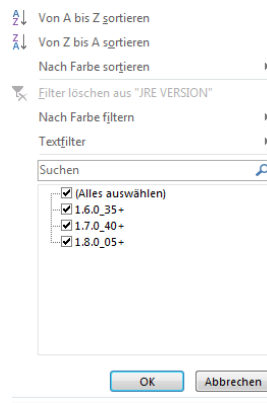 Von A bis Z sortieren
Von Z bis A sortieren
Nach Farbe sortieren
Filter löschen aus "JRE VERSION"
Nach Farbe filtern
Textfilter
Suchen
(Alles auswählen)
1.6.0_35+
1.7.0_40+
1.8.0_05+
OK Abbrechen